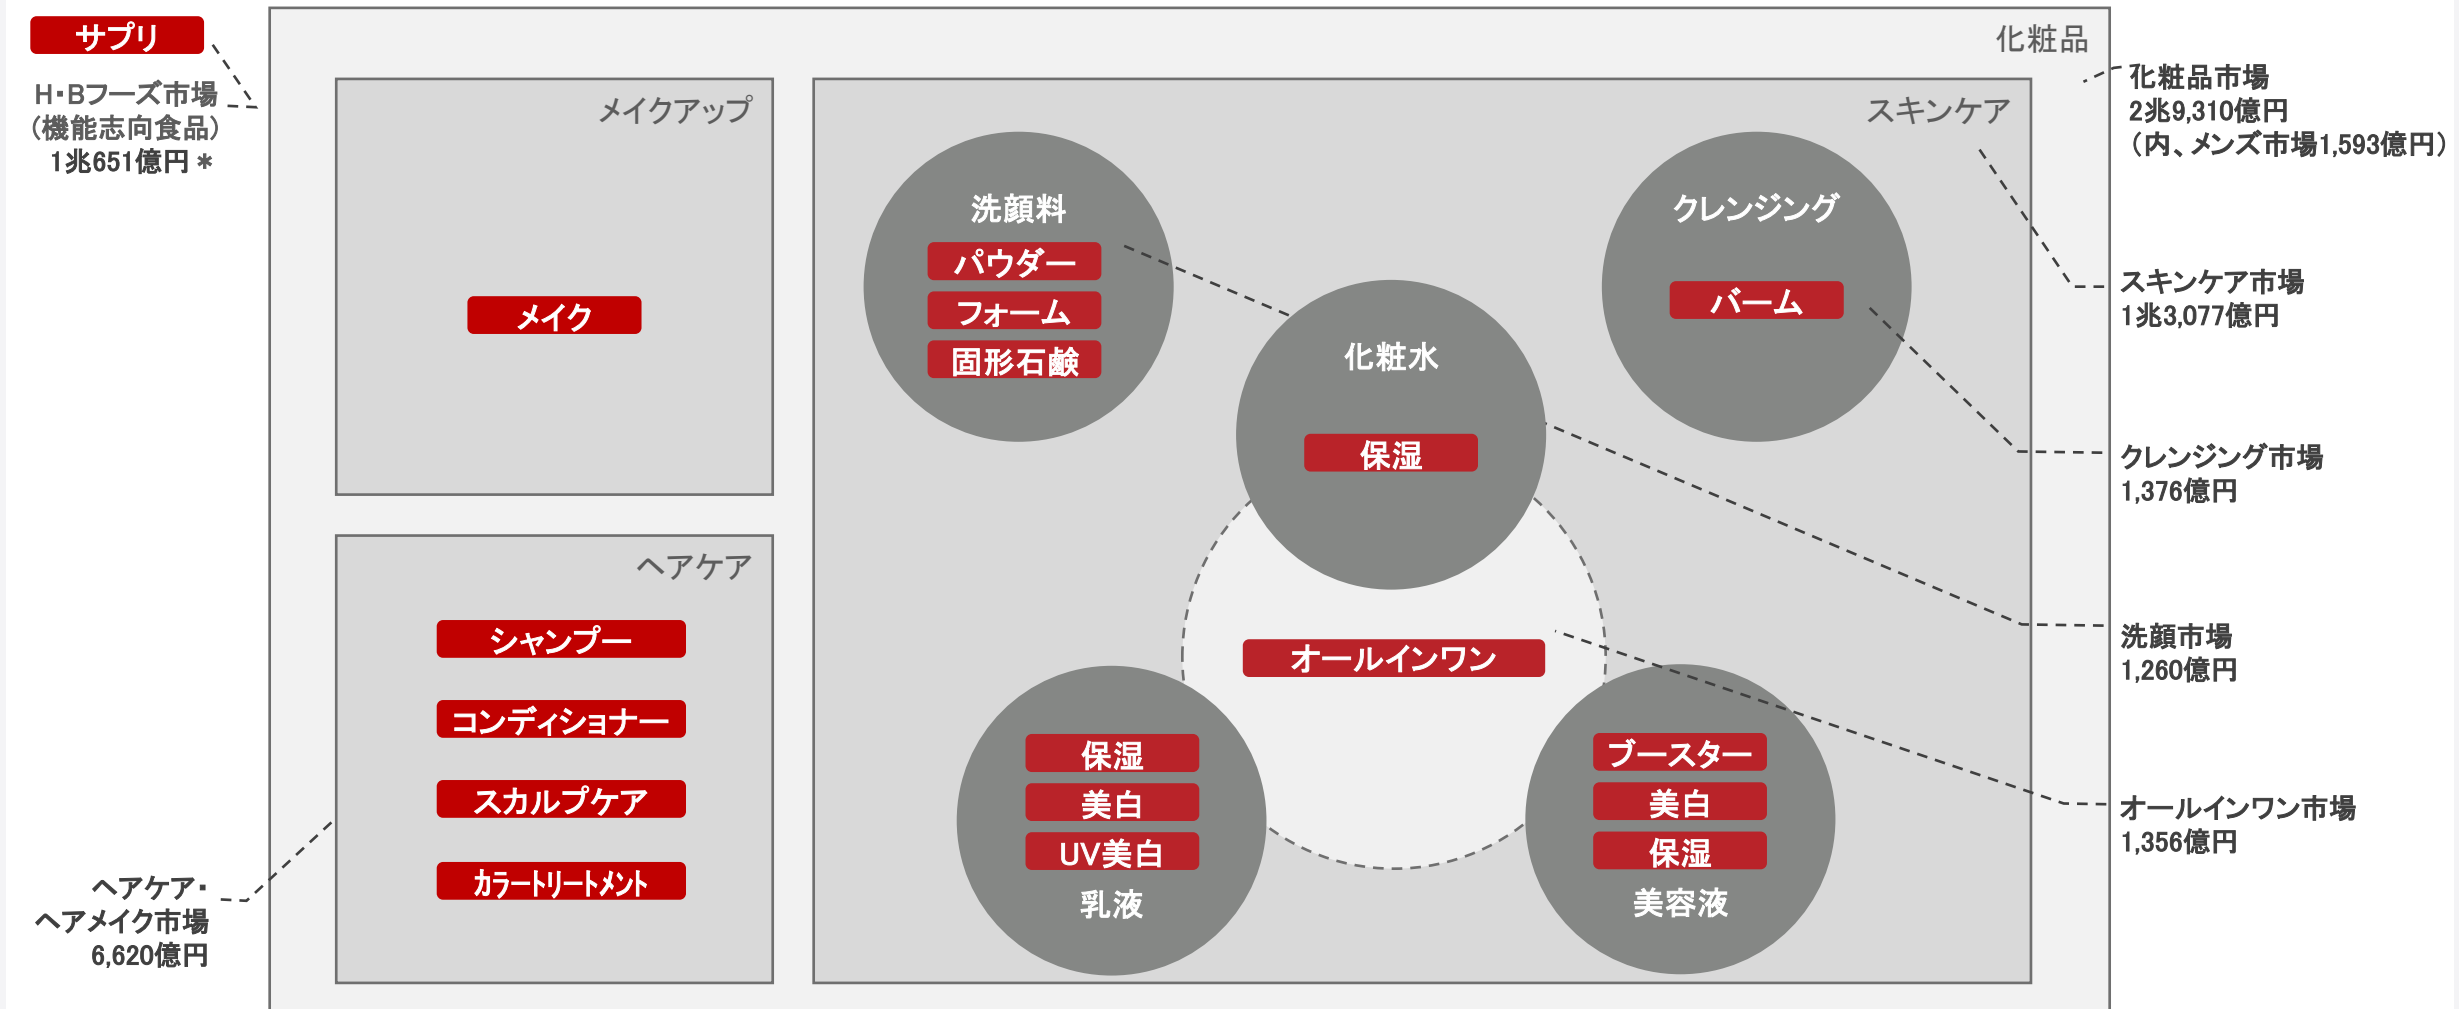 サプリ
H・Bフーズ市場
（機能志向食品）
1兆651億円＊
化粧品
メイクアップ
メイク
ヘアケア
シャンプー
コンディショナー
スカルプケア
カラートリートメント
ヘアケア・
ヘアメイク市場
6,620億円
スキンケア
洗顔料
パウダー
フォーム
固形石鹸
クレンジング
バーム
化粧水
保湿
オールインワン
保湿
美白
UV美白
乳液
ブースター
美白
保湿
美容液
化粧品市場
2兆9,310億円
（内、メンズ市場1,593億円）
スキンケア市場
1兆3,077億円
クレンジング市場
1,376億円
洗顔市場
1,260億円
オールインワン市場
1,356億円